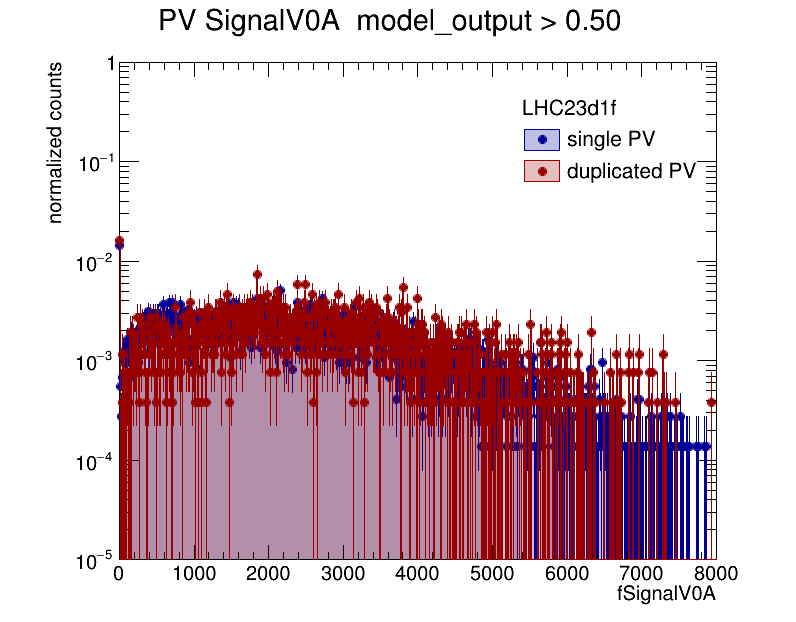 PV SignalV0A  model_output > 0.50
normalized counts
1
10⁻¹
10⁻²
10⁻³
10⁻⁴
10⁻⁵
LHC23d1f
single PV
duplicated PV
0 1000 2000 3000 4000 5000 6000 7000 8000
fSignalV0A